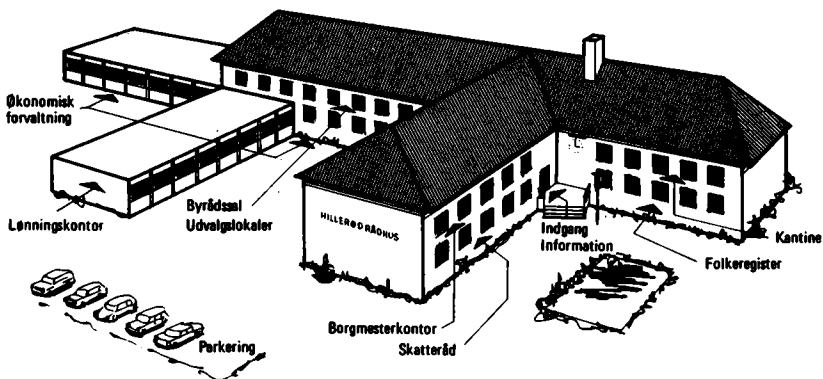 Økonomisk
forvaltning
Lønningskontor
Byrådssal
Udvalgslokaler
HILLERØD RÅDHUS
Indgang
Information
Kantine
Folkeregister
Borgmesterkontor
Skatteråd
Parkering